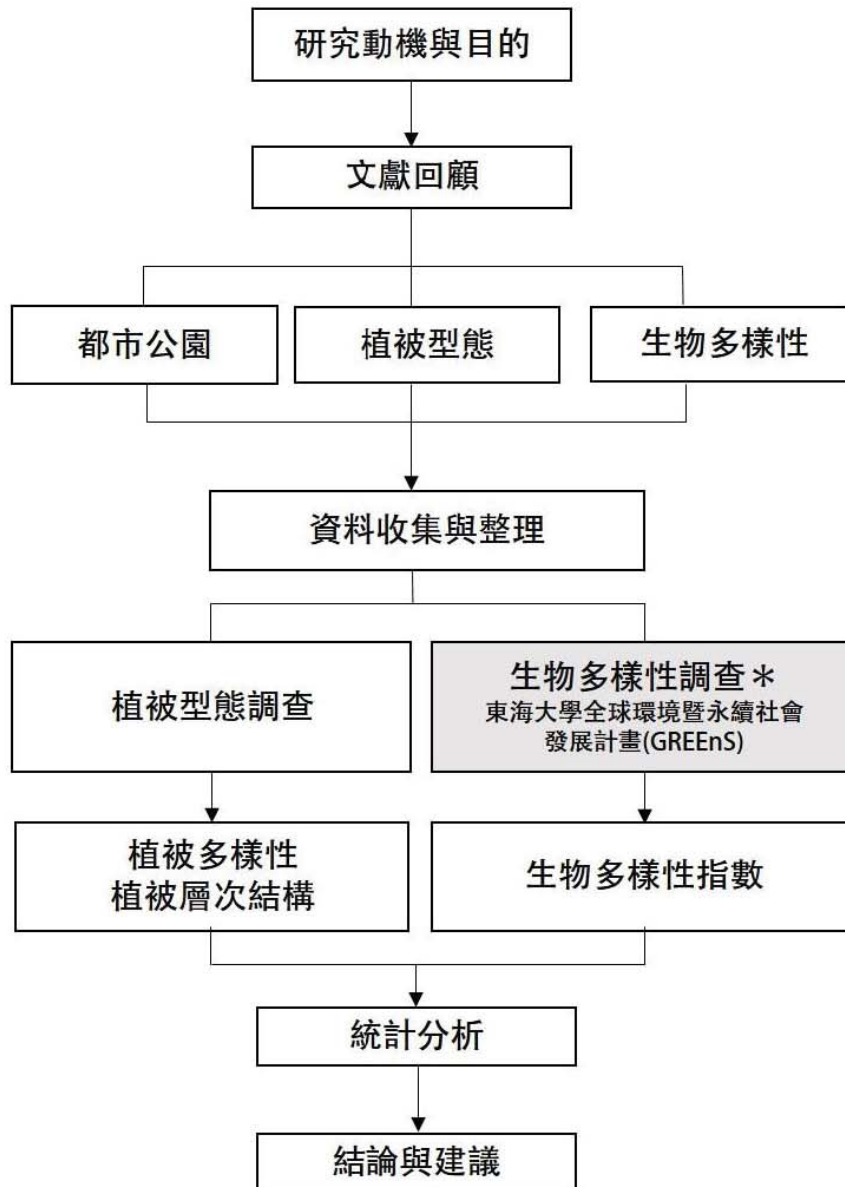 研究動機與目的
文獻回顧
都市公園
植被型態
生物多樣性
資料收集與整理
植被型態調查
生物多樣性調查＊
東海大學全球環境暨永續社會
發展計畫(GREEnS)
植被多樣性
植被層次結構
生物多樣性指數
統計分析
結論與建議